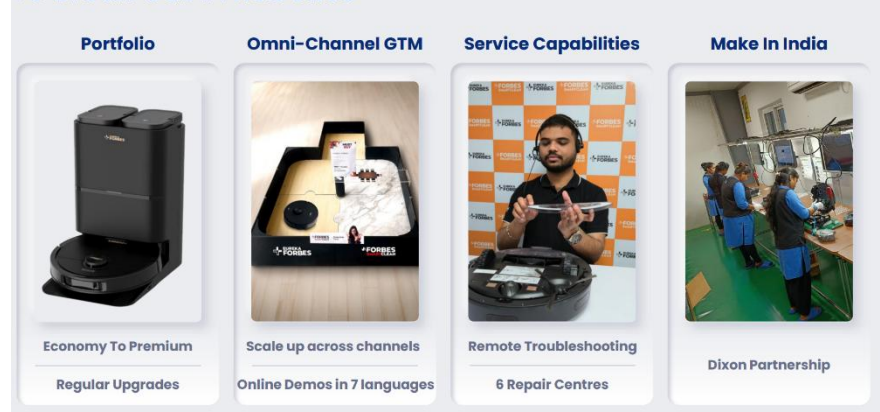 Portfolio
Omni-Channel GTM
Service Capabilities
Make In India
EUREKA
FORBES
EUREKA
FORBES
FORBES
FORBES
Economy To Premium
Regular Upgrades
Scale up across channels
Online Demos in 7 languages
Remote Troubleshooting
6 Repair Centres
Dixon Partnership